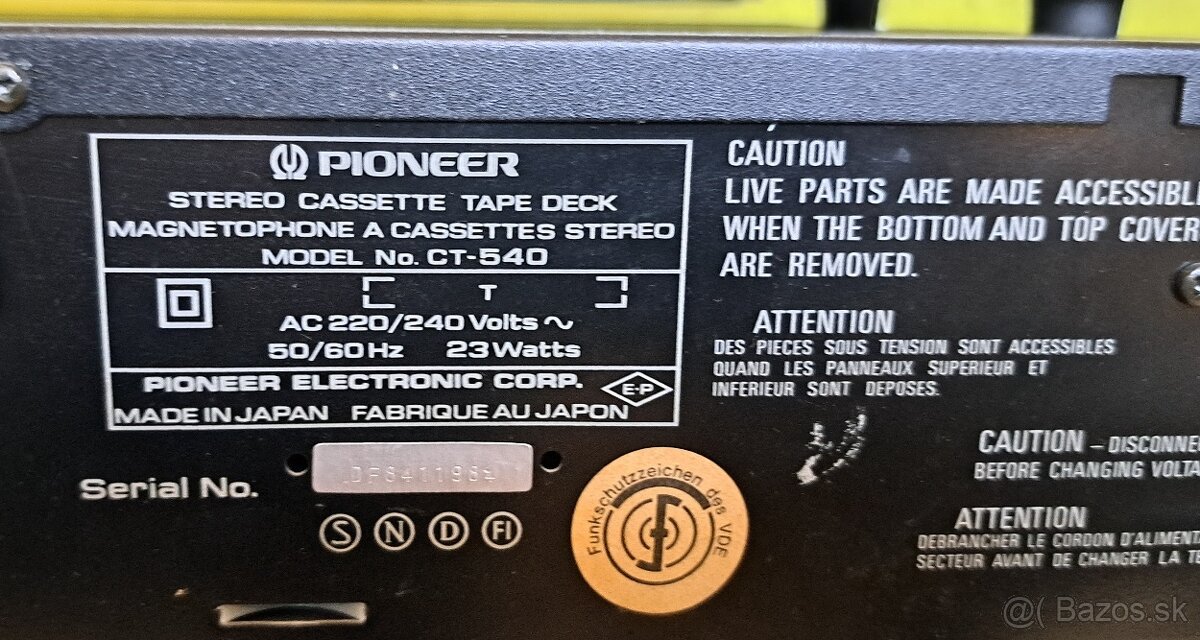 PIONEER
STEREO CASSETTE TAPE DECK
MAGNETOPHONE A CASSETTES STEREO
MODEL No. CT-540
T
AC 220/240 Volts ~
50/60 Hz 23 Watts
PIONEER ELECTRONIC CORP.
E-P
MADE IN JAPAN FABRIQUE AU JAPON
Serial No.
S N D FI
Funkschutzzeichen des VDE
CAUTION
LIVE PARTS ARE MADE ACCESSIBL
WHEN THE BOTTOM AND TOP COVER
ARE REMOVED.
ATTENTION
DES PIECES SOUS TENSION SONT ACCESSIBLES
QUAND LES PANNEAUX SUPERIEUR ET
INFERIEUR SONT DEPOSES.
CAUTION – DISCONNE
BEFORE CHANGING VOLTA
ATTENTION
DEBRANCHER LE CORDON D'ALIMENT
SECTEUR AVANT DE CHANGER LA TE
@( Bazos.sk